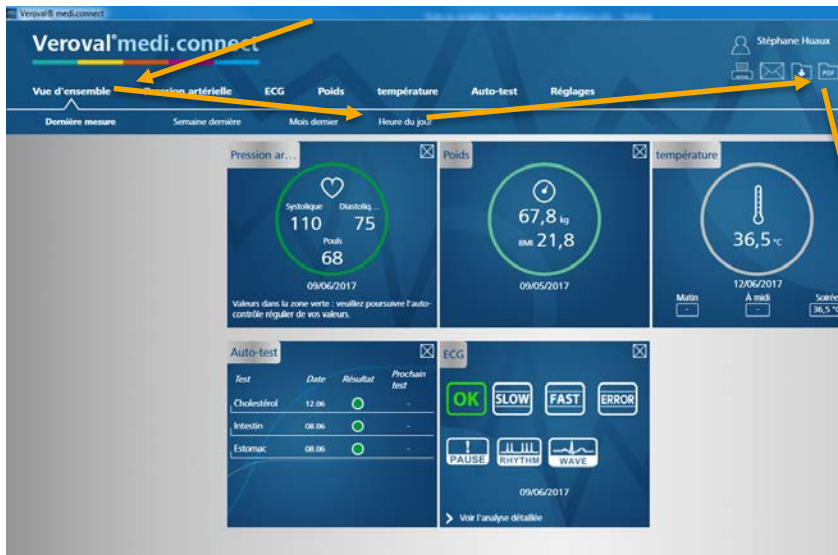 Veroval® medi.connect
Veroval® medi.connect
Stéphane Huaux
PDF
Vue d'ensemble Pression artérielle ECG Poids température Auto-test Réglages
Dernière mesure Semaine dernière Mois dernier Heure du jour
Pression ar...
Systolique Diastoliq...
110 75
Pouls
68
09/06/2017
Valeurs dans la zone verte : veuillez poursuivre l'auto-
contrôle régulier de vos valeurs.
Poids
67,8 kg
BMI 21,8
09/05/2017
température
36,5 °C
12/06/2017
Matin À midi Soirée
- - 36,5 °C
Auto-test
Test Date Résultat Prochain
test
Cholestérol 12.06 -
Intestin 08.06 -
Estomac 08.06 -
ECG
OK SLOW FAST ERROR
PAUSE RHYTHM WAVE
09/06/2017
Voir l'analyse détaillée